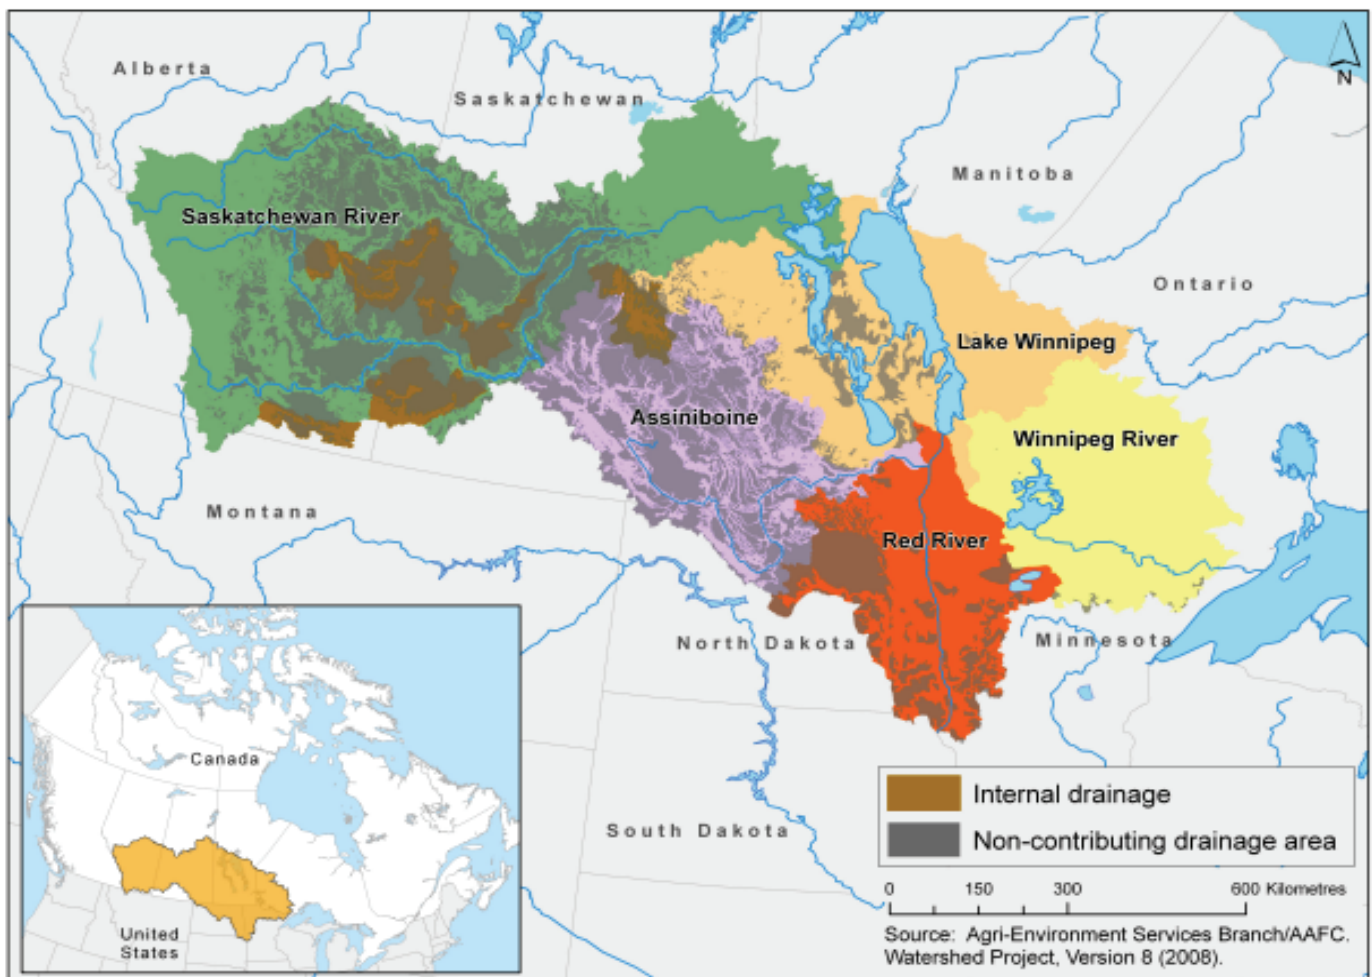 Alberta
Saskatchewan
N
Manitoba
Saskatchewan River
Ontario
Lake Winnipeg
Assiniboine
Winnipeg River
Montana
Red River
North Dakota
Minnesota
Canada
United
States
South Dakota
Internal drainage
Non-contributing drainage area
0 150 300 600 Kilometres
Source: Agri-Environment Services Branch/AAFC.
Watershed Project, Version 8 (2008).